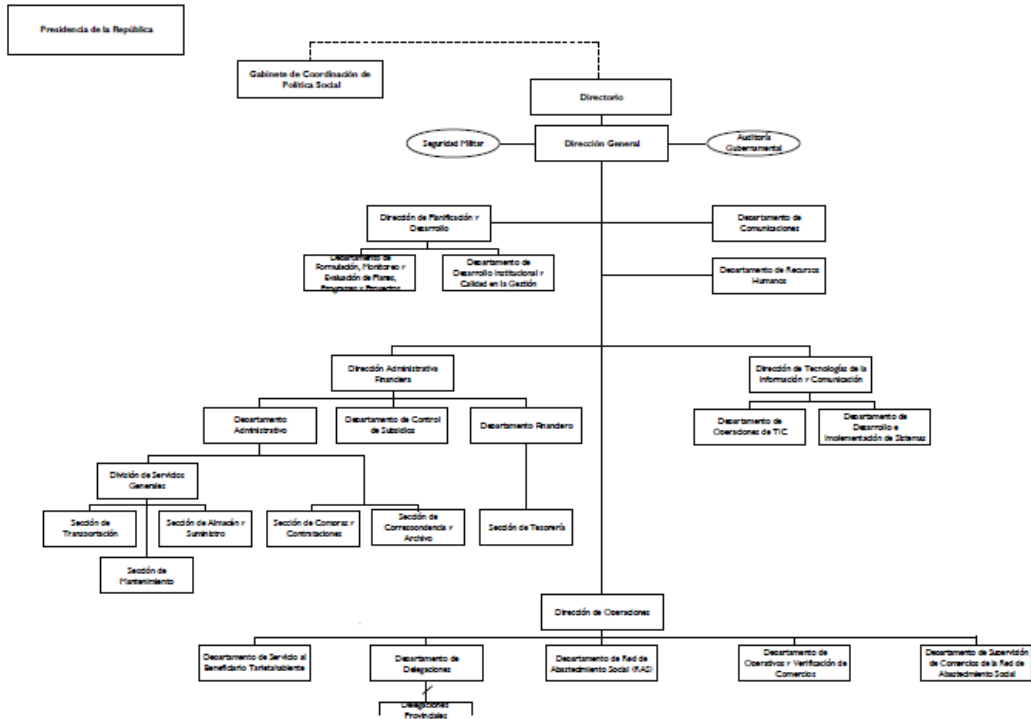 Presidencia de la República
Gabinete de Coordinación de
Política Social
Directorio
Seguridad Militar
Dirección General
Auditoría
Gubernamental
Dirección de Planificación y
Desarrollo
Departamento de
Comunicaciones
Departamento de
Formulación, Monitoreo y
Evaluación de Planes,
Programas y Proyectos
Departamento de
Desarrollo Institucional y
Calidad en la Gestión
Departamento de Recursos
Humanos
Dirección Administrativa
Financiera
Dirección de Tecnologías de la
Información y Comunicación
Departamento
Administrativo
Departamento de Control
de Subsidios
Departamento Financiero
Departamento de
Operaciones de TIC
Departamento de
Desarrollo e
Implementación de Sistemas
División de Servicios
Generales
Sección de
Transportación
Sección de Almacén y
Suministro
Sección de Compras y
Contrataciones
Sección de
Correspondencia y
Archivo
Sección de Tesorería
Sección de
Mantenimiento
Dirección de Operaciones
Departamento de Servicio al
Beneficiario Tarjetahabiente
Departamento de
Delegaciones
Departamento de Red de
Abastecimiento Social (RAS)
Departamento de
Operativos y Verificación de
Comercios
Departamento de Supervisión
de Comercios de la Red de
Abastecimiento Social
Delegaciones
Provinciales